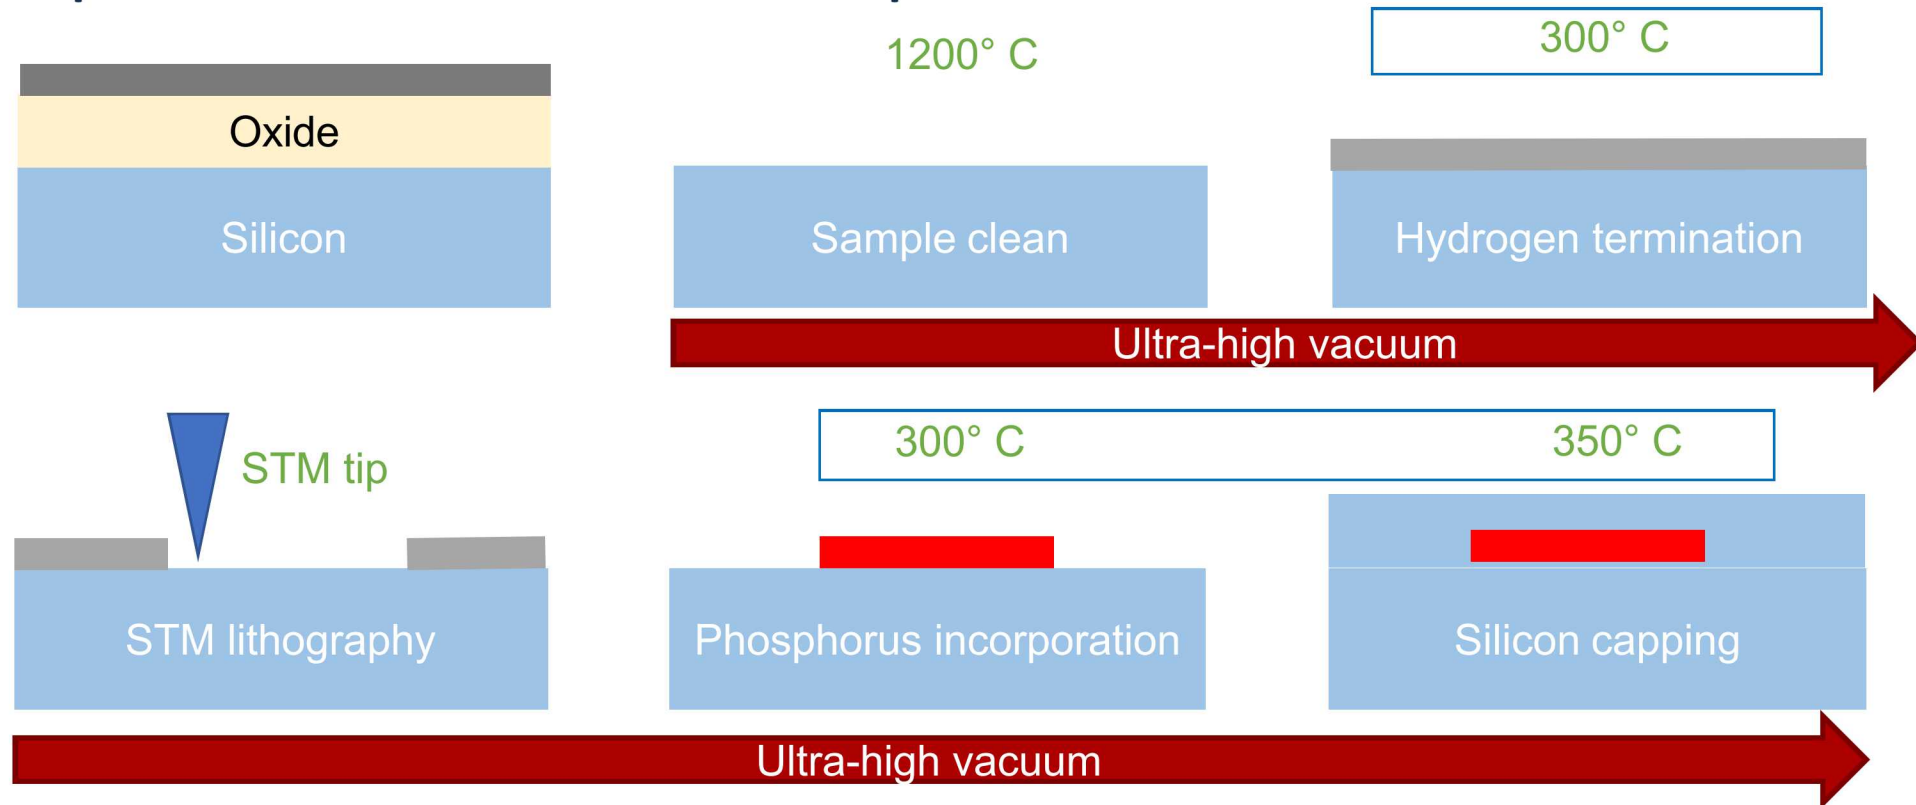 1200° C
300° C
Oxide
Silicon
Sample clean
Hydrogen termination
Ultra-high vacuum
STM tip
300° C
350° C
STM lithography
Phosphorus incorporation
Silicon capping
Ultra-high vacuum